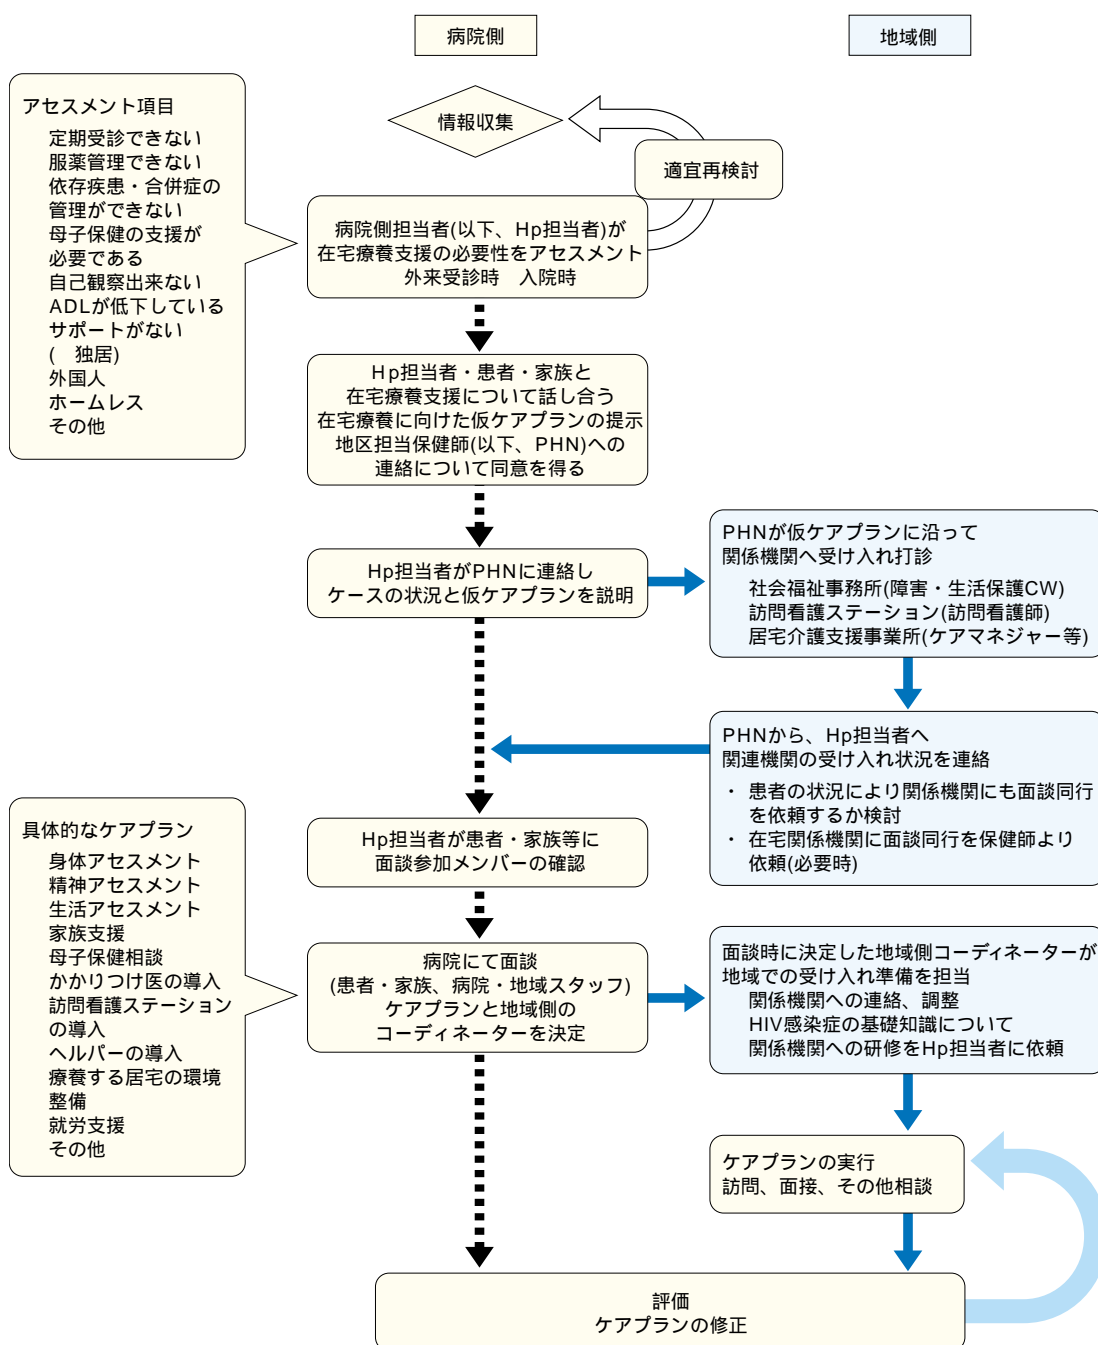 病院側
地域側
アセスメント項目
定期受診できない
服薬管理できない
依存疾患・合併症の
管理ができない
母子保健の支援が
必要である
自己観察出来ない
ADLが低下している
サポートがない
(　独居)
外国人
ホームレス
その他
情報収集
適宜再検討
病院側担当者(以下、Hp担当者)が
在宅療養支援の必要性をアセスメント
外来受診時　入院時
Hp担当者・患者・家族と
在宅療養支援について話し合う
在宅療養に向けた仮ケアプランの提示
地区担当保健師(以下、PHN)への
連絡について同意を得る
Hp担当者がPHNに連絡し
ケースの状況と仮ケアプランを説明
PHNが仮ケアプランに沿って
関係機関へ受け入れ打診
社会福祉事務所(障害・生活保護CW)
訪問看護ステーション(訪問看護師)
居宅介護支援事業所(ケアマネジャー等)
PHNから、Hp担当者へ
関連機関の受け入れ状況を連絡
・ 患者の状況により関係機関にも面談同行
を依頼するか検討
・ 在宅関係機関に面談同行を保健師より
依頼(必要時)
Hp担当者が患者・家族等に
面談参加メンバーの確認
具体的なケアプラン
身体アセスメント
精神アセスメント
生活アセスメント
家族支援
母子保健相談
かかりつけ医の導入
訪問看護ステーション
の導入
ヘルパーの導入
療養する居宅の環境
整備
就労支援
その他
病院にて面談
(患者・家族、病院・地域スタッフ)
ケアプランと地域側の
コーディネーターを決定
面談時に決定した地域側コーディネーターが
地域での受け入れ準備を担当
関係機関への連絡、調整
HIV感染症の基礎知識について
関係機関への研修をHp担当者に依頼
ケアプランの実行
訪問、面接、その他相談
評価
ケアプランの修正